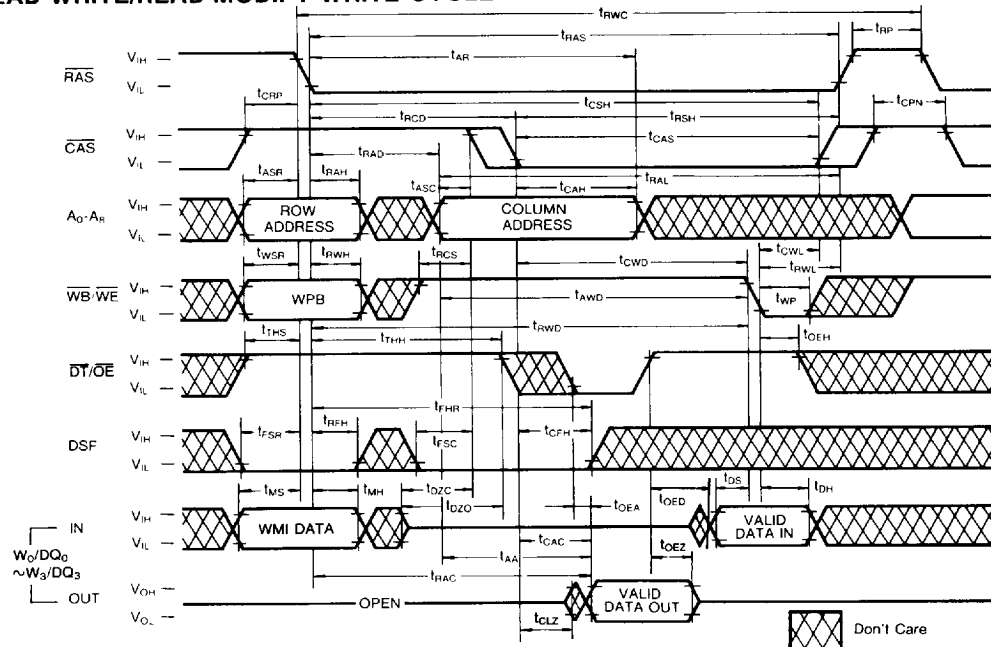 READ-WRITE/READ-MODIFY-WRITE CYCLE
tRWC
tRAS
tRP
tAR
RAS
VIH
VIL
tCRP
tCSH
tCPN
tRCD
tRSH
CAS
VIH
VIL
tRAD
tCAS
tASR
tRAH
tASC
tCAH
tRAL
A0-A8
VIH
VIL
ROW
ADDRESS
COLUMN
ADDRESS
tWSR
tRWH
tRCS
tCWD
tCWL
tRWL
WB/WE
VIH
VIL
WPB
tAWD
tWP
tRWD
tTHS
tTHH
tOEH
DT/OE
VIH
VIL
tFHR
DSF
VIH
VIL
tFSR
tRFH
tFSC
tCFH
tMS
tMH
tDZC
tDZO
tOEA
tOED
tDS
tDH
IN
VIH
VIL
WMI DATA
VALID
DATA IN
W0/DQ0
~W3/DQ3
tCAC
tOEZ
tAA
tRAC
OUT
VOH
VOL
OPEN
VALID
DATA OUT
tCLZ
Don't Care